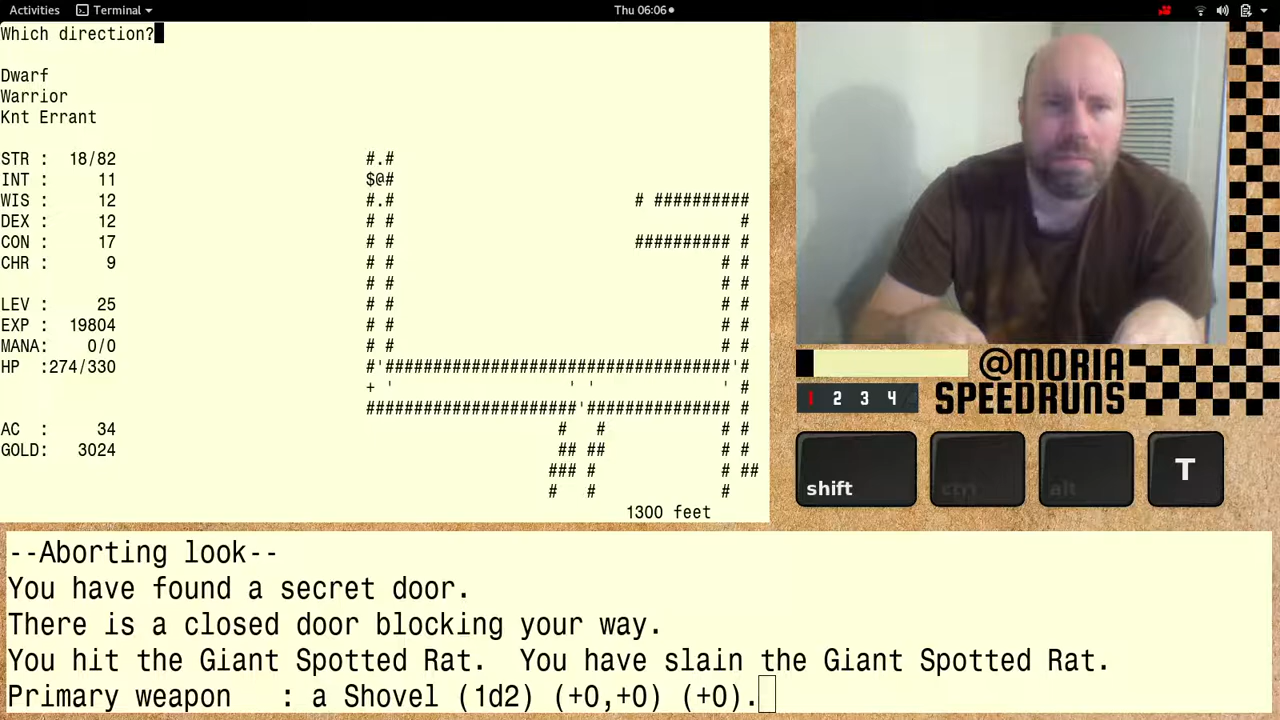 Activities Terminal Thu 06:06
Which direction?
Dwarf
Warrior
Knt Errant
STR : 18/82
INT : 11
WIS : 12
DEX : 12
CON : 17
CHR : 9
LEV : 25
EXP : 19804
MANA: 0/0
HP :274/330
AC : 34
GOLD: 3024
#.#
$@#
#.#
# ##########
# #
#
##########
#
# #
# #
# #
# #
# #
# #
# #
# #
# #
# #
#'####################################'#
+ ' ' ' ' #
######################'############### #
# # # #
## ## # #
### # # ##
# # #
1300 feet
@MORIA
SPEEDRUNS
1 2 3 4
shift ctrl alt T
--Aborting look--
You have found a secret door.
There is a closed door blocking your way.
You hit the Giant Spotted Rat.  You have slain the Giant Spotted Rat.
Primary weapon : a Shovel (1d2) (+0,+0) (+0).